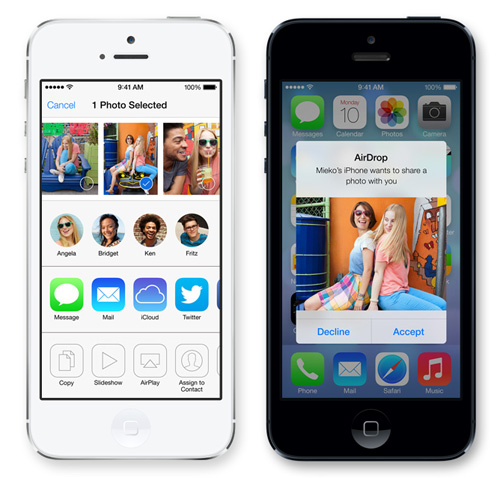 9:41 AM 100%
Cancel 1 Photo Selected
Angela Bridget Ken Fritz
Message Mail iCloud Twitter
Copy Slideshow AirPlay Assign to
Contact
9:41 AM 100%
Monday
10
Messages Calendar Photos Camera
AirDrop
Mieko's iPhone wants to share a
photo with you
Decline Accept
Phone Mail Safari Music